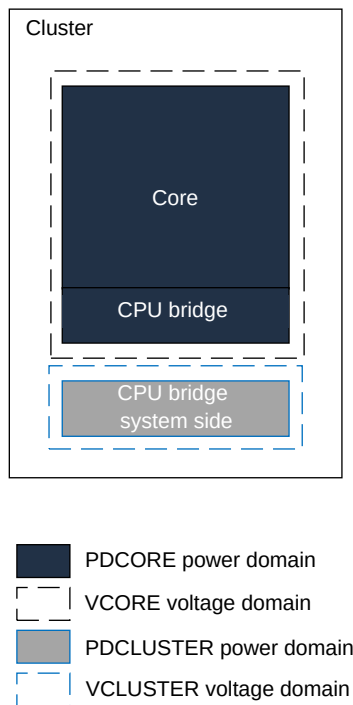 Cluster
Core
CPU bridge
CPU bridge
system side
PDCORE power domain
VCORE voltage domain
PDCLUSTER power domain
VCLUSTER voltage domain